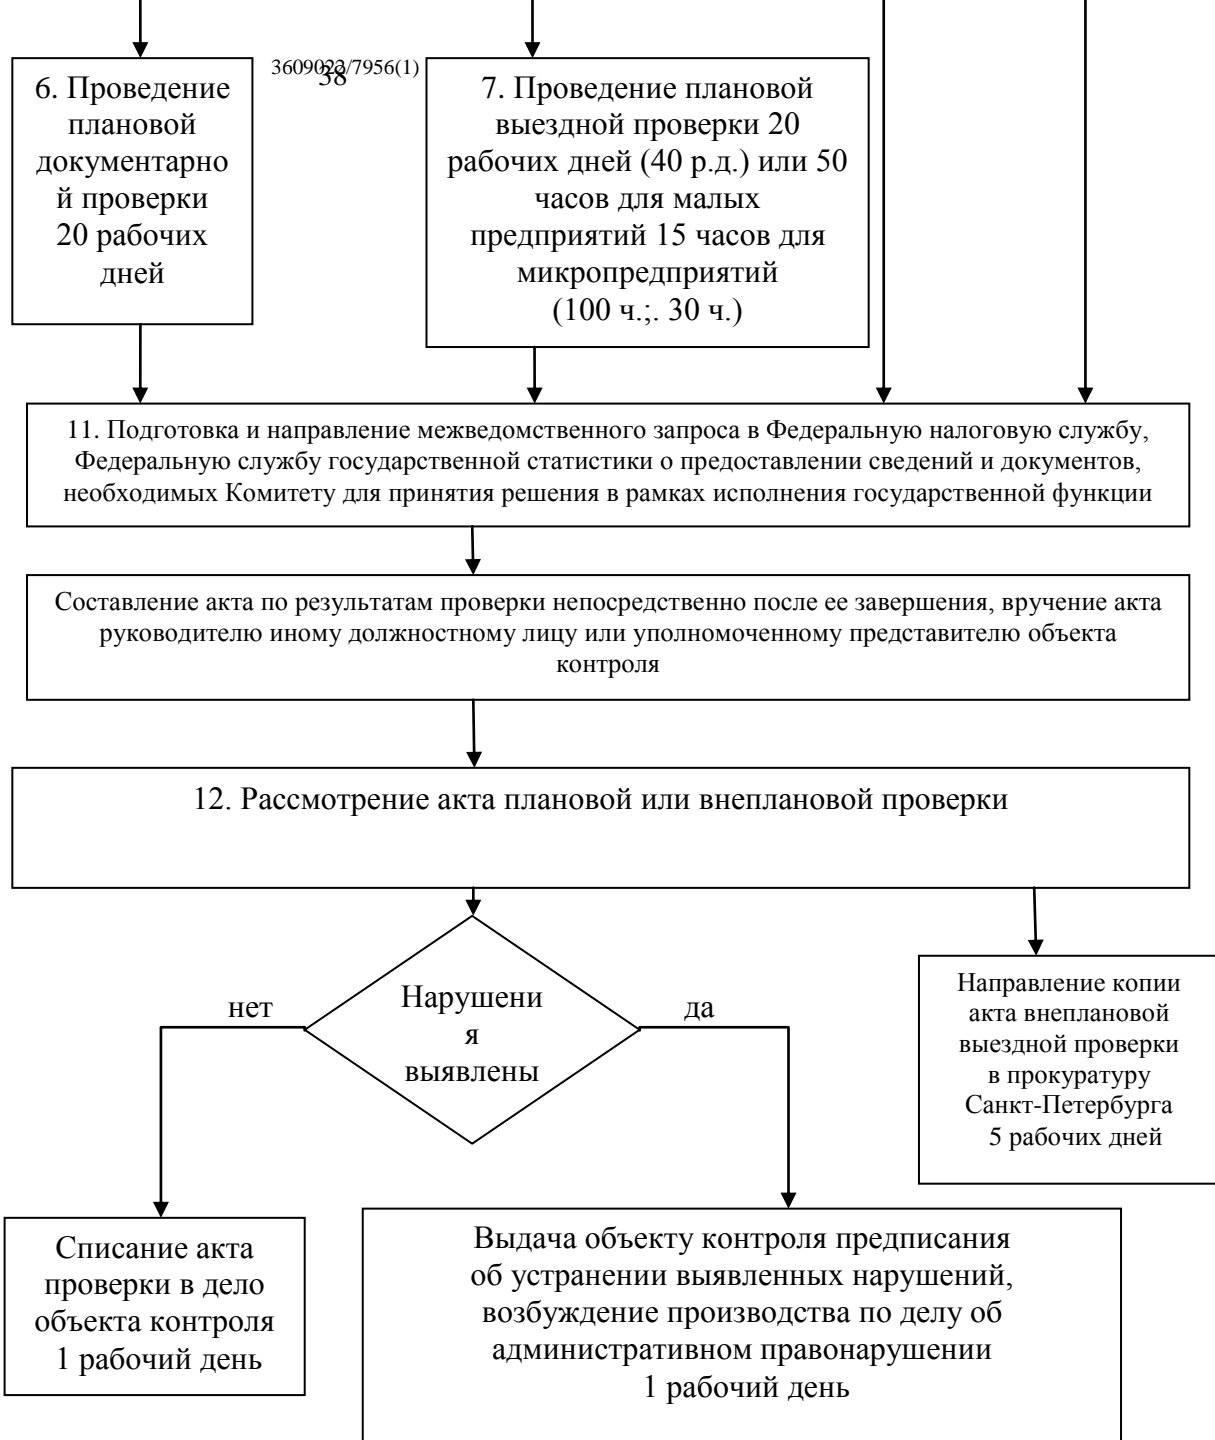 3609022/7956(1)
38
6. Проведение
плановой
документарно
й проверки
20 рабочих
дней
7. Проведение плановой
выездной проверки 20
рабочих дней (40 р.д.) или 50
часов для малых
предприятий 15 часов для
микропредприятий
(100 ч.;. 30 ч.)
11. Подготовка и направление межведомственного запроса в Федеральную налоговую службу,
Федеральную службу государственной статистики о предоставлении сведений и документов,
необходимых Комитету для принятия решения в рамках исполнения государственной функции
Составление акта по результатам проверки непосредственно после ее завершения, вручение акта
руководителю иному должностному лицу или уполномоченному представителю объекта
контроля
12. Рассмотрение акта плановой или внеплановой проверки
нет
Нарушени
я
выявлены
да
Направление копии
акта внеплановой
выездной проверки
в прокуратуру
Санкт-Петербурга
5 рабочих дней
Списание акта
проверки в дело
объекта контроля
1 рабочий день
Выдача объекту контроля предписания
об устранении выявленных нарушений,
возбуждение производства по делу об
административном правонарушении
1 рабочий день